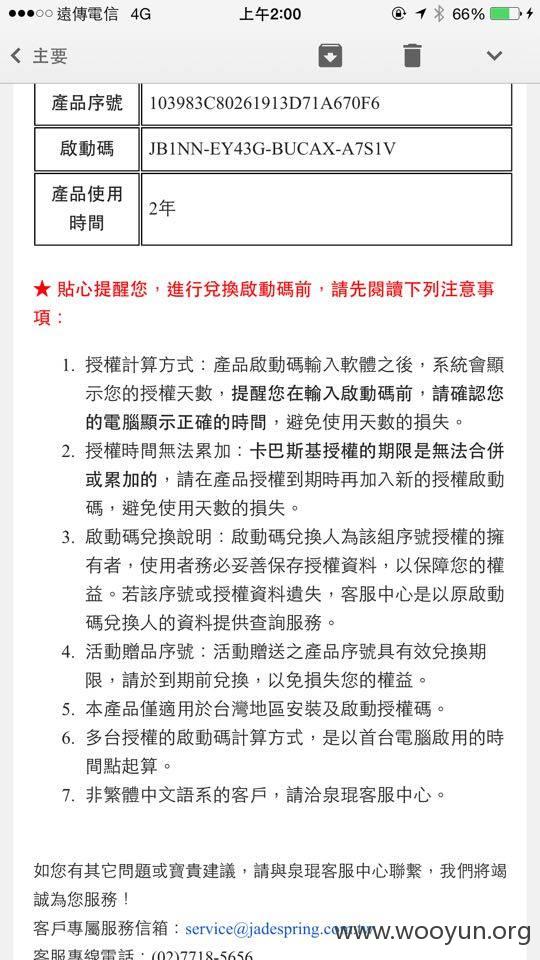 遠傳電信 4G 上午2:00 66%
主要
產品序號 103983C80261913D71A670F6
啟動碼 JB1NN-EY43G-BUCAX-A7S1V
產品使用
時間
2年
★ 貼心提醒您，進行兌換啟動碼前，請先閱讀下列注意事
項：
1. 授權計算方式：產品啟動碼輸入軟體之後，系統會顯
示您的授權天數，提醒您在輸入啟動碼前，請確認您
的電腦顯示正確的時間，避免使用天數的損失。
2. 授權時間無法累加：卡巴斯基授權的期限是無法合併
或累加的，請在產品授權到期時再加入新的授權啟動
碼，避免使用天數的損失。
3. 啟動碼兌換說明：啟動碼兌換人為該組序號授權的擁
有者，使用者務必妥善保存授權資料，以保障您的權
益。若該序號或授權資料遺失，客服中心是以原啟動
碼兌換人的資料提供查詢服務。
4. 活動贈品序號：活動贈送之產品序號具有效兌換期
限，請於到期前兌換，以免損失您的權益。
5. 本產品僅適用於台灣地區安裝及啟動授權碼。
6. 多台授權的啟動碼計算方式，是以首台電腦啟用的時
間點起算。
7. 非繁體中文語系的客戶，請洽泉琨客服中心。
如您有其它問題或寶貴建議，請與泉琨客服中心聯繫，我們將竭
誠為您服務！
客戶專屬服務信箱：service@jadespring.com.tw
www.wooyun.org
客服專線電話：(02)7718-5656